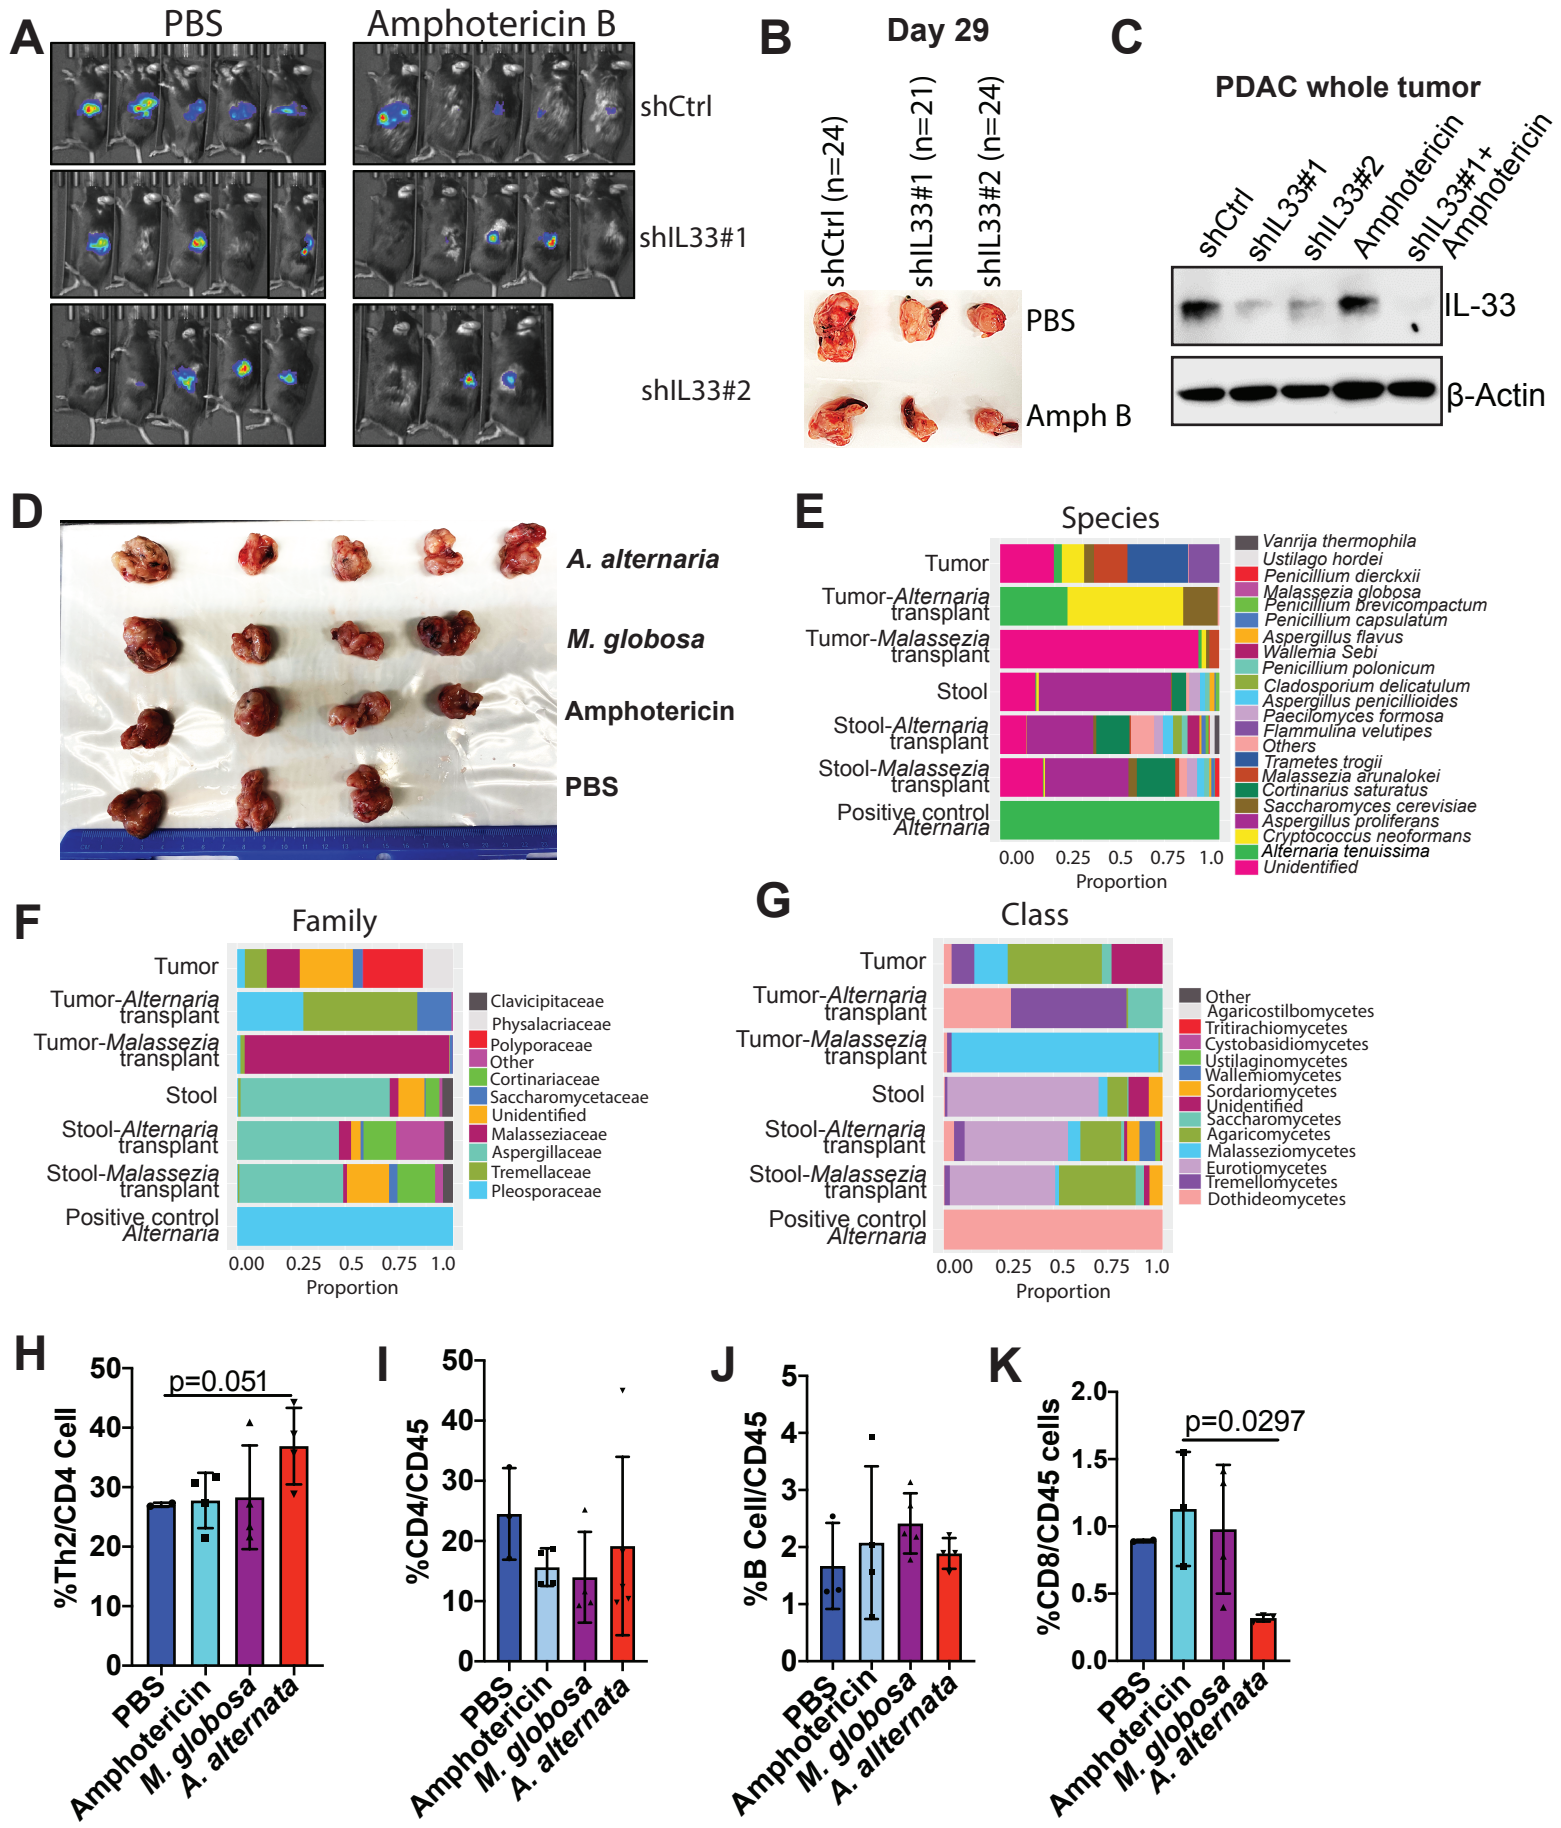 A
PBS
Amphotericin B
shCtrl
shIL33#1
shIL33#2
B
Day 29
shCtrl (n=24)
shIL33#1 (n=21)
shIL33#2 (n=24)
PBS
Amph B
C
PDAC whole tumor
shCtrl
shIL33#1
shIL33#2
Amphotericin
shIL33#1+
Amphotericin
IL-33
β-Actin
D
A. alternaria
M. globosa
Amphotericin
PBS
E
Species
Tumor
Tumor-Alternaria
transplant
Tumor-Malassezia
transplant
Stool
Stool-Alternaria
transplant
Stool-Malassezia
transplant
Positive control
Alternaria
0.00 0.25 0.5 0.75 1.0
Proportion
Vanrija thermophila
Ustilago hordei
Penicillium dierckxii
Malassezia globosa
Penicillium brevicompactum
Penicillium capsulatum
Aspergillus flavus
Wallemia Sebi
Penicillium polonicum
Cladosporium delicatulum
Aspergillus penicillioides
Paecilomyces formosa
Flammulina velutipes
Others
Trametes trogii
Malassezia arunalokei
Cortinarius saturatus
Saccharomyces cerevisiae
Aspergillus proliferans
Cryptococcus neoformans
Alternaria tenuissima
Unidentified
F
Family
Tumor
Tumor-Alternaria
transplant
Tumor-Malassezia
transplant
Stool
Stool-Alternaria
transplant
Stool-Malassezia
transplant
Positive control
Alternaria
0.00 0.25 0.5 0.75 1.0
Proportion
Clavicipitaceae
Physalacriaceae
Polyporaceae
Other
Cortinariaceae
Saccharomycetaceae
Unidentified
Malasseziaceae
Aspergillaceae
Tremellaceae
Pleosporaceae
G
Class
Tumor
Tumor-Alternaria
transplant
Tumor-Malassezia
transplant
Stool
Stool-Alternaria
transplant
Stool-Malassezia
transplant
Positive control
Alternaria
0.00 0.25 0.5 0.75 1.0
Proportion
Other
Agaricostilbomycetes
Tritirachiomycetes
Cystobasidiomycetes
Ustilaginomycetes
Wallemiomycetes
Sordariomycetes
Unidentified
Saccharomycetes
Agaricomycetes
Malasseziomycetes
Eurotiomycetes
Tremellomycetes
Dothideomycetes
H
%Th2/CD4 Cell
50
40
30
20
10
0
p=0.051
PBS
Amphotericin
M. globosa
A. alternata
I
%CD4/CD45
50
40
30
20
10
0
PBS
Amphotericin
M. globosa
A. alternata
J
%B Cell/CD45
5
4
3
2
1
0
PBS
Amphotericin
M. globosa
A. allternata
K
%CD8/CD45 cells
2.0
1.5
1.0
0.5
0.0
p=0.0297
PBS
Amphotericin
M. globosa
A. alternata